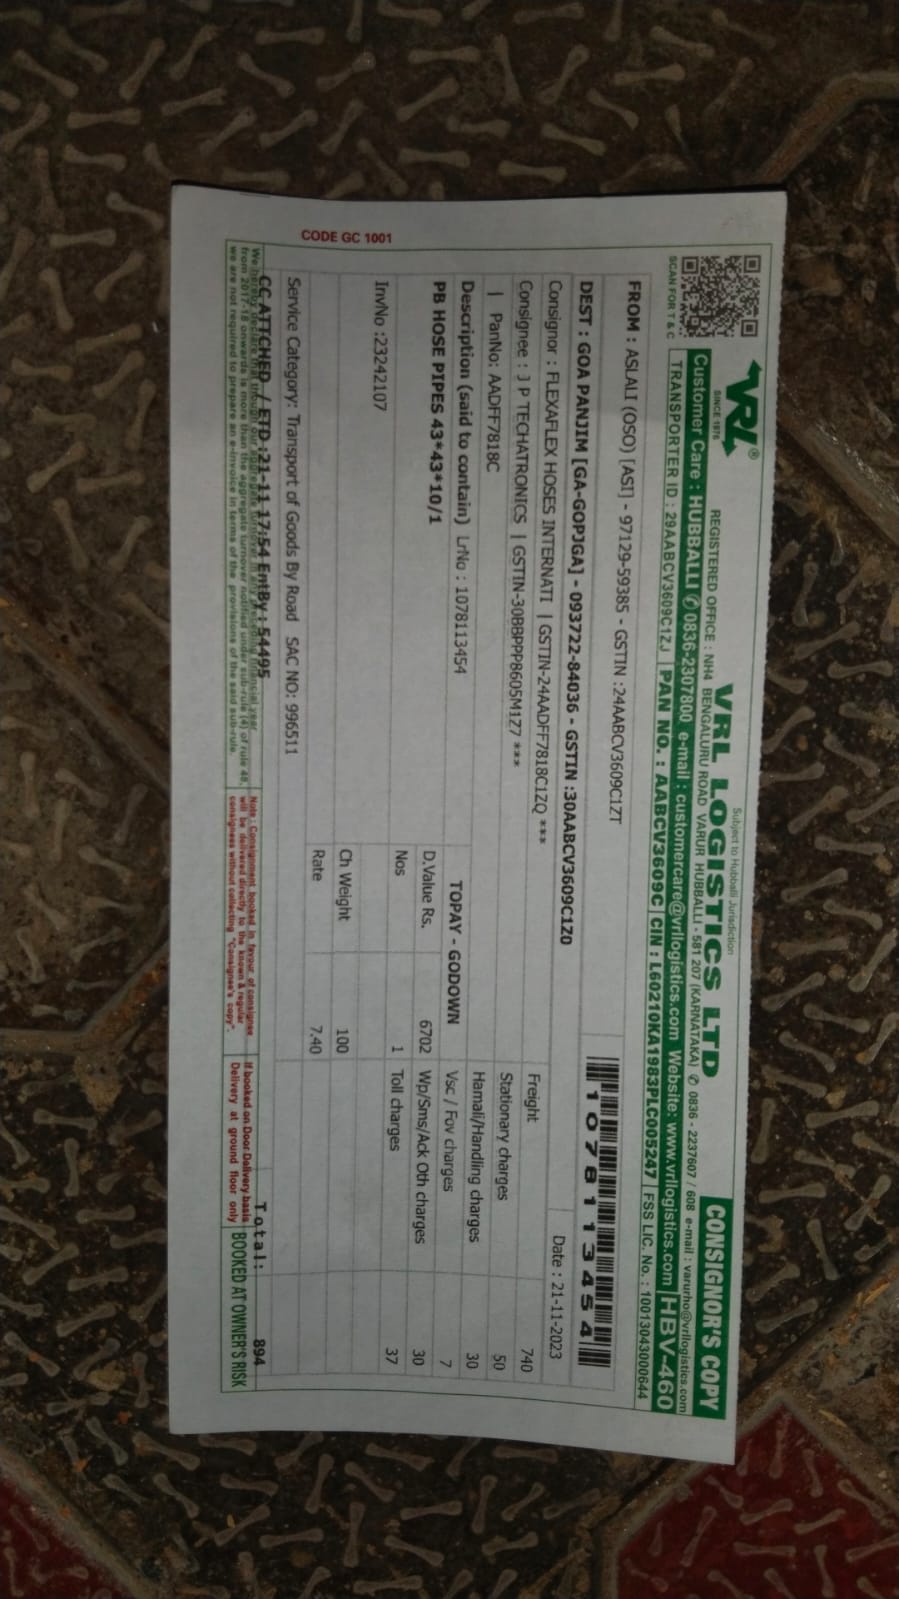 Subject to Hubballi Jurisdiction
VRL®
SINCE 1976
VRL LOGISTICS LTD
CONSIGNOR'S COPY
REGISTERED OFFICE : NH4 BENGALURU ROAD VARUR HUBBALLI - 581 207 (KARNATAKA) ✆ 0836 - 2237607 / 608 e-mail : varurho@vrllogistics.com
Customer Care : HUBBALLI ✆ 0836-2307800 e-mail : customercare@vrllogistics.com Website: www.vrllogistics.com HBV-460
SCAN FOR T & C
TRANSPORTER ID : 29AABCV3609C1ZJ PAN NO. : AABCV3609C CIN : L60210KA1983PLC005247 FSS LIC. No. : 10013043000644
FROM : ASLALI (OSO) [ASI] - 97129-59385 - GSTIN :24AABCV3609C1ZT
1 0 7 8 1 1 3 4 5 4
DEST : GOA PANJIM [GA-GOPJGA] - 093722-84036 - GSTIN :30AABCV3609C1Z0
Date : 21-11-2023
Consignor : FLEXAFLEX HOSES INTERNATI | GSTIN-24AADFF7818C1ZQ ***
Consignee : J P TECHATRONICS | GSTIN-30BBPPP8605M1Z7 ***
| PanNo: AADFF7818C
Freight 740
Stationary charges 50
Description (said to contain) LrNo : 1078113454
TOPAY - GODOWN
Hamali/Handling charges 30
PB HOSE PIPES 43*43*10/1
D.Value Rs. 6702
Vsc / Fov charges 7
Nos 1
Wp/Sms/Ack Oth charges 30
InvNo :23242107
Toll charges 37
Ch Weight 100
Rate 7.40
Service Category: Transport of Goods By Road SAC NO: 996511
CC ATTCHED / ETD :21-11 17:54 EntBy : 54495
Total: 894
We hereby declare that though our aggregate turnover in any preceding financial year
from 2017-18 onwards is more than the aggregate turnover notified under sub-rule (4) of rule 48,
we are not required to prepare an e-invoice in terms of the provisions of the said sub-rule.
Note : Consignment booked in favour of consignee
will be delivered directly to the known & regular
consignees without collecting "Consignee's copy".
If booked on Door Delivery basis
Delivery at ground floor only
BOOKED AT OWNER'S RISK
CODE GC 1001